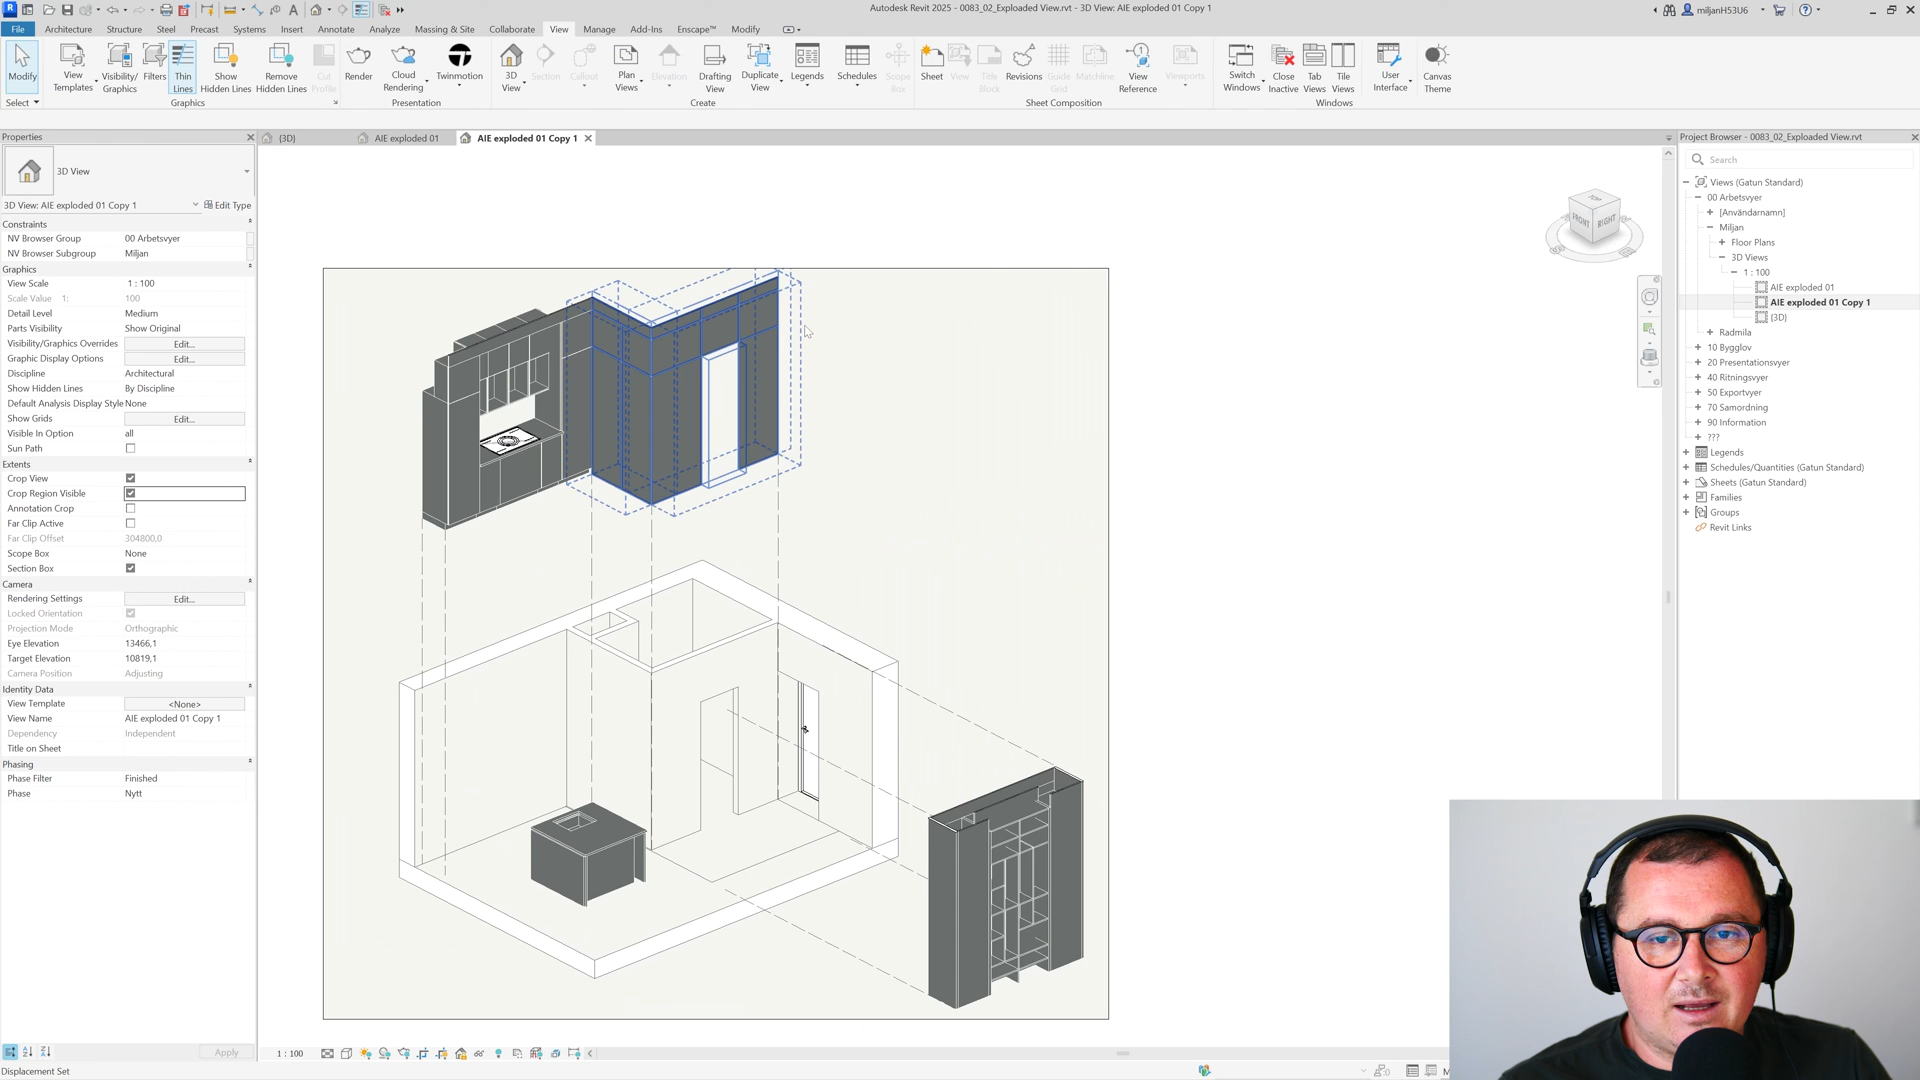 Autodesk Revit 2025 - 0083_02_Exploaded View.rvt - 3D View: AIE exploded 01 Copy 1
miljanH53U6
File Architecture Structure Steel Precast Systems Insert Annotate Analyze Massing & Site Collaborate View Manage Add-Ins Enscape™ Modify
Modify
View Templates
Visibility/ Graphics
Filters
Thin Lines
Show Hidden Lines
Remove Hidden Lines
Cut Profile
Render
Cloud Rendering
Twinmotion
3D View
Section
Callout
Plan Views
Elevation
Drafting View
Duplicate View
Legends
Schedules
Scope Box
Sheet
View
Title Block
Revisions
Guide Grid
Matchline
View Reference
Viewports
Switch Windows
Close Inactive
Tab Views
Tile Views
User Interface
Canvas Theme
Select
Graphics
Presentation
Create
Sheet Composition
Windows
Properties
3D View
3D View: AIE exploded 01 Copy 1 Edit Type
Constraints
NV Browser Group 00 Arbetsvyer
NV Browser Subgroup Miljan
Graphics
View Scale 1 : 100
Scale Value 1: 100
Detail Level Medium
Parts Visibility Show Original
Visibility/Graphics Overrides Edit...
Graphic Display Options Edit...
Discipline Architectural
Show Hidden Lines By Discipline
Default Analysis Display Style None
Show Grids Edit...
Visible In Option all
Sun Path
Extents
Crop View
Crop Region Visible
Annotation Crop
Far Clip Active
Far Clip Offset 304800,0
Scope Box None
Section Box
Camera
Rendering Settings Edit...
Locked Orientation
Projection Mode Orthographic
Eye Elevation 13466,1
Target Elevation 10819,1
Camera Position Adjusting
Identity Data
View Template <None>
View Name AIE exploded 01 Copy 1
Dependency Independent
Title on Sheet
Phasing
Phase Filter Finished
Phase Nytt
Apply
Displacement Set
{3D}
AIE exploded 01
AIE exploded 01 Copy 1
TOP
FRONT
RIGHT
1 : 100
Project Browser - 0083_02_Exploaded View.rvt
Search
Views (Gatun Standard)
00 Arbetsvyer
[Användarnamn]
Miljan
Floor Plans
3D Views
1 : 100
AIE exploded 01
AIE exploded 01 Copy 1
{3D}
Radmila
10 Bygglov
20 Presentationsvyer
40 Ritningsvyer
50 Exportvyer
70 Samordning
90 Information
???
Legends
Schedules/Quantities (Gatun Standard)
Sheets (Gatun Standard)
Families
Groups
Revit Links